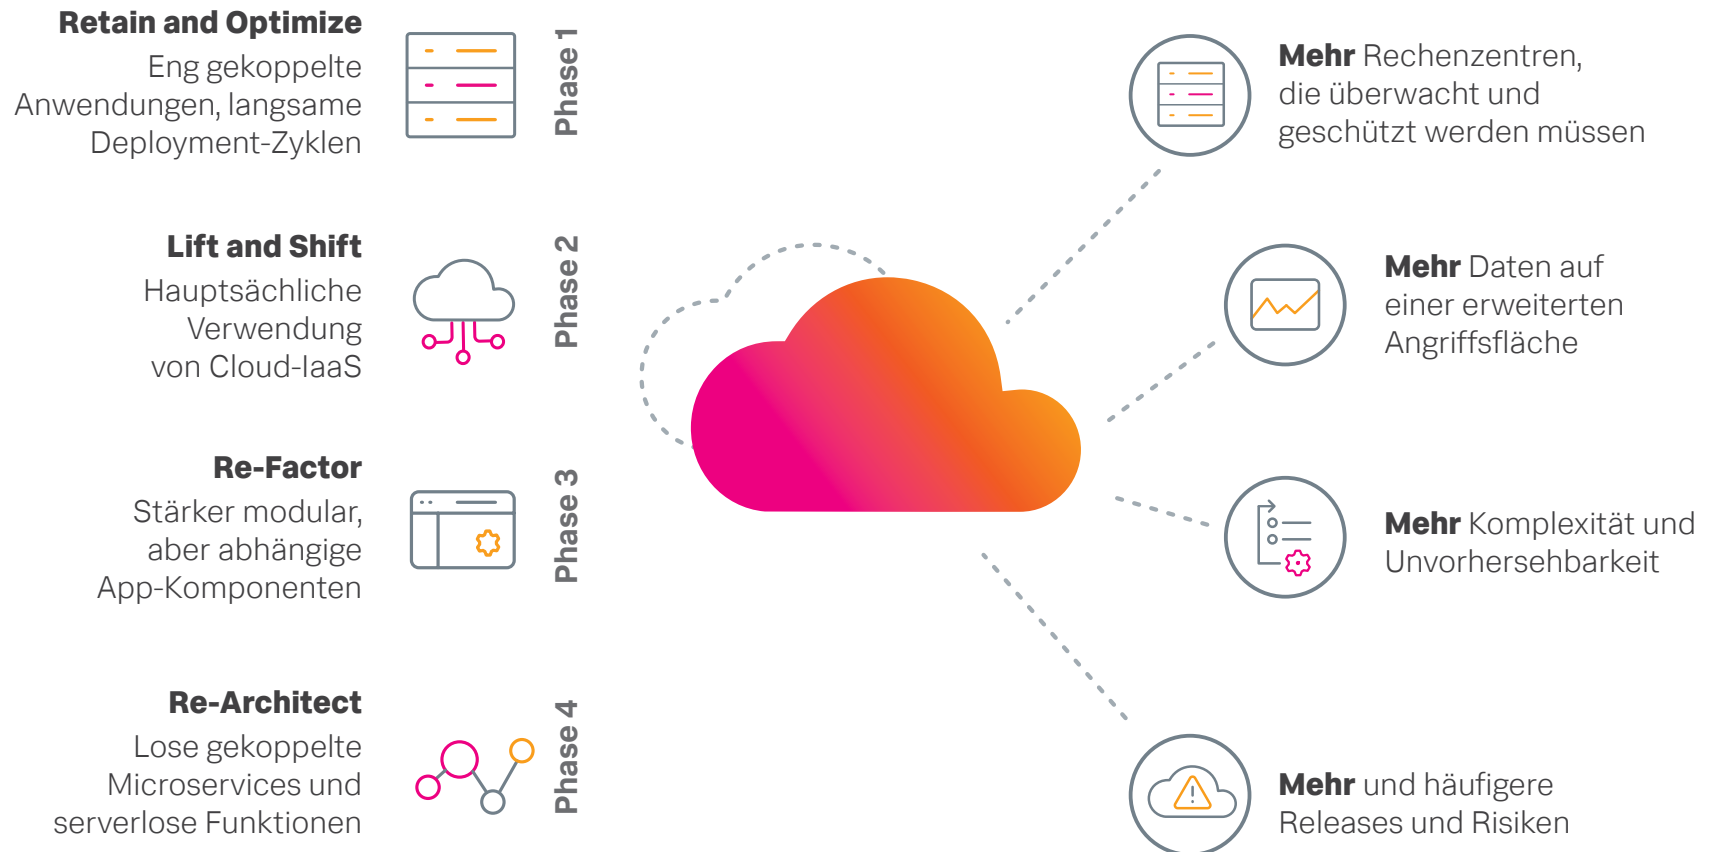 Retain and Optimize
Eng gekoppelte
Anwendungen, langsame
Deployment-Zyklen
Phase 1
Lift and Shift
Hauptsächliche
Verwendung
von Cloud-IaaS
Phase 2
Re-Factor
Stärker modular,
aber abhängige
App-Komponenten
Phase 3
Re-Architect
Lose gekoppelte
Microservices und
serverlose Funktionen
Phase 4
Mehr Rechenzentren,
die überwacht und
geschützt werden müssen
Mehr Daten auf
einer erweiterten
Angriffsfläche
Mehr Komplexität und
Unvorhersehbarkeit
Mehr und häufigere
Releases und Risiken